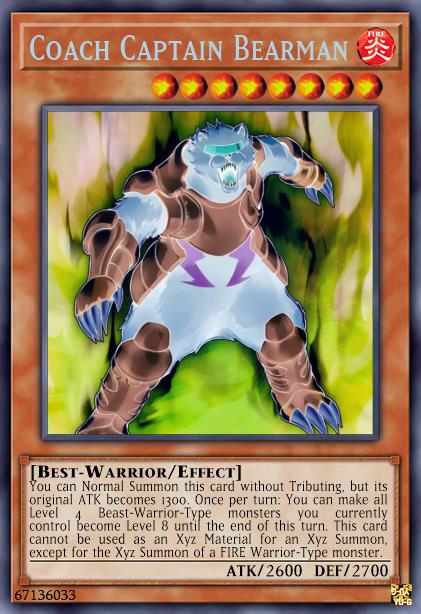 Coach Captain Bearman
FIRE
炎
[Best-Warrior/Effect]
You can Normal Summon this card without Tributing, but its
original ATK becomes 1300. Once per turn: You can make all
Level 4 Beast-Warrior-Type monsters you currently
control become Level 8 until the end of this turn. This card
cannot be used as an Xyz Material for an Xyz Summon,
except for the Xyz Summon of a FIRE Warrior-Type monster.
ATK/2600 DEF/2700
67136033